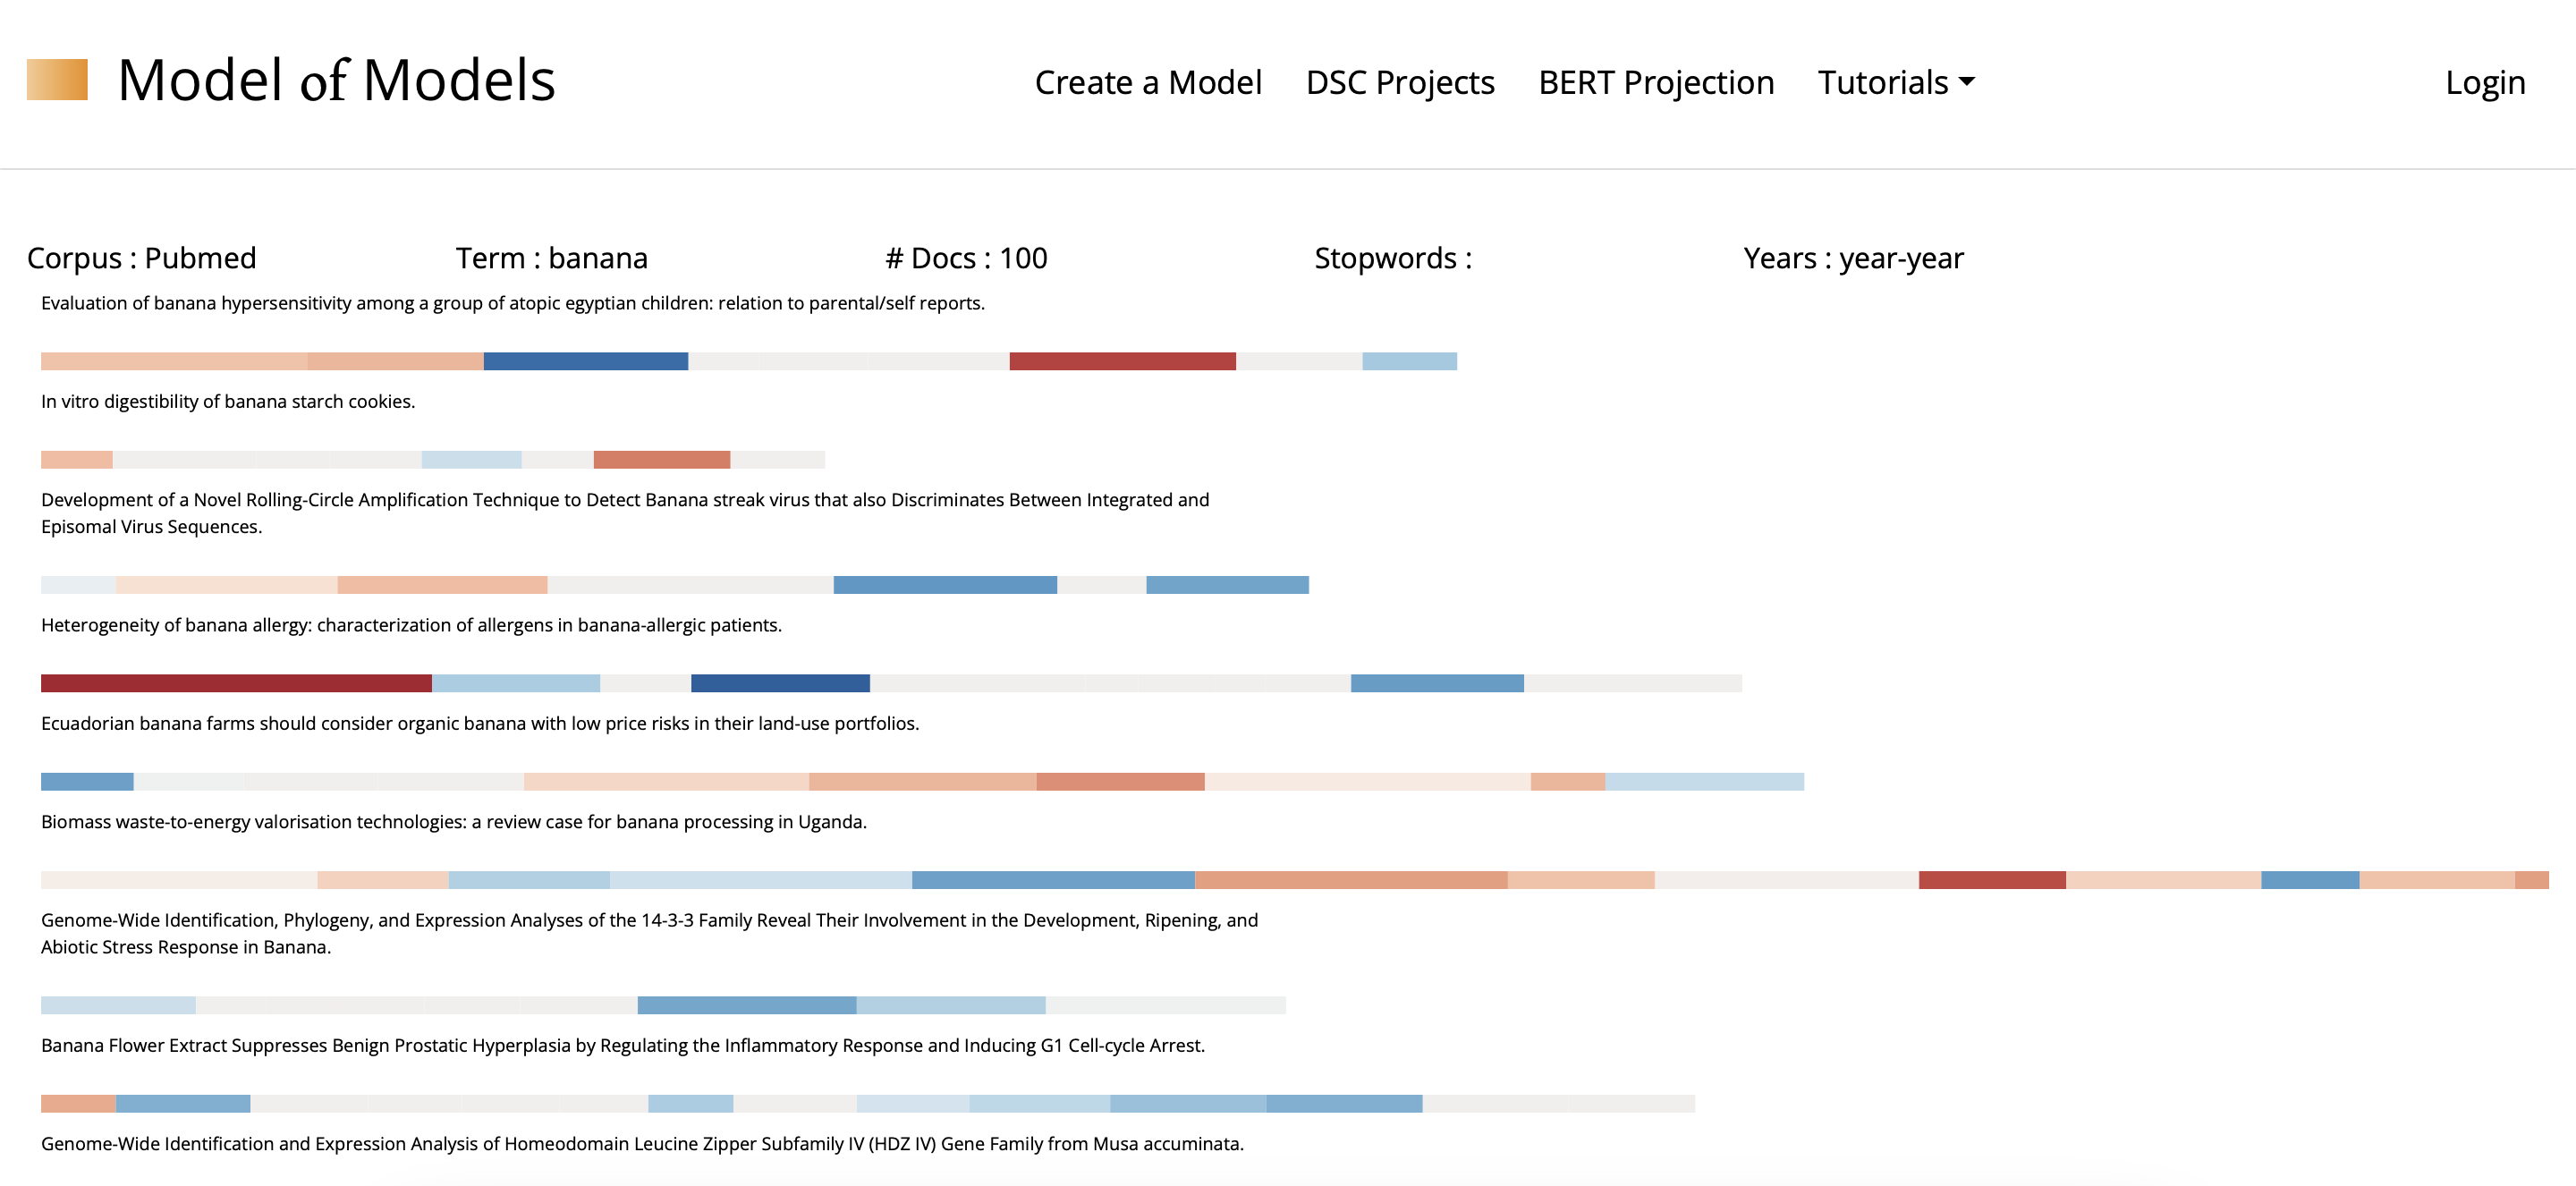 Model of Models
Create a Model DSC Projects BERT Projection Tutorials Login
Corpus : Pubmed Term : banana # Docs : 100 Stopwords : Years : year-year
Evaluation of banana hypersensitivity among a group of atopic egyptian children: relation to parental/self reports.
In vitro digestibility of banana starch cookies.
Development of a Novel Rolling-Circle Amplification Technique to Detect Banana streak virus that also Discriminates Between Integrated and
Episomal Virus Sequences.
Heterogeneity of banana allergy: characterization of allergens in banana-allergic patients.
Ecuadorian banana farms should consider organic banana with low price risks in their land-use portfolios.
Biomass waste-to-energy valorisation technologies: a review case for banana processing in Uganda.
Genome-Wide Identification, Phylogeny, and Expression Analyses of the 14-3-3 Family Reveal Their Involvement in the Development, Ripening, and
Abiotic Stress Response in Banana.
Banana Flower Extract Suppresses Benign Prostatic Hyperplasia by Regulating the Inflammatory Response and Inducing G1 Cell-cycle Arrest.
Genome-Wide Identification and Expression Analysis of Homeodomain Leucine Zipper Subfamily IV (HDZ IV) Gene Family from Musa accuminata.